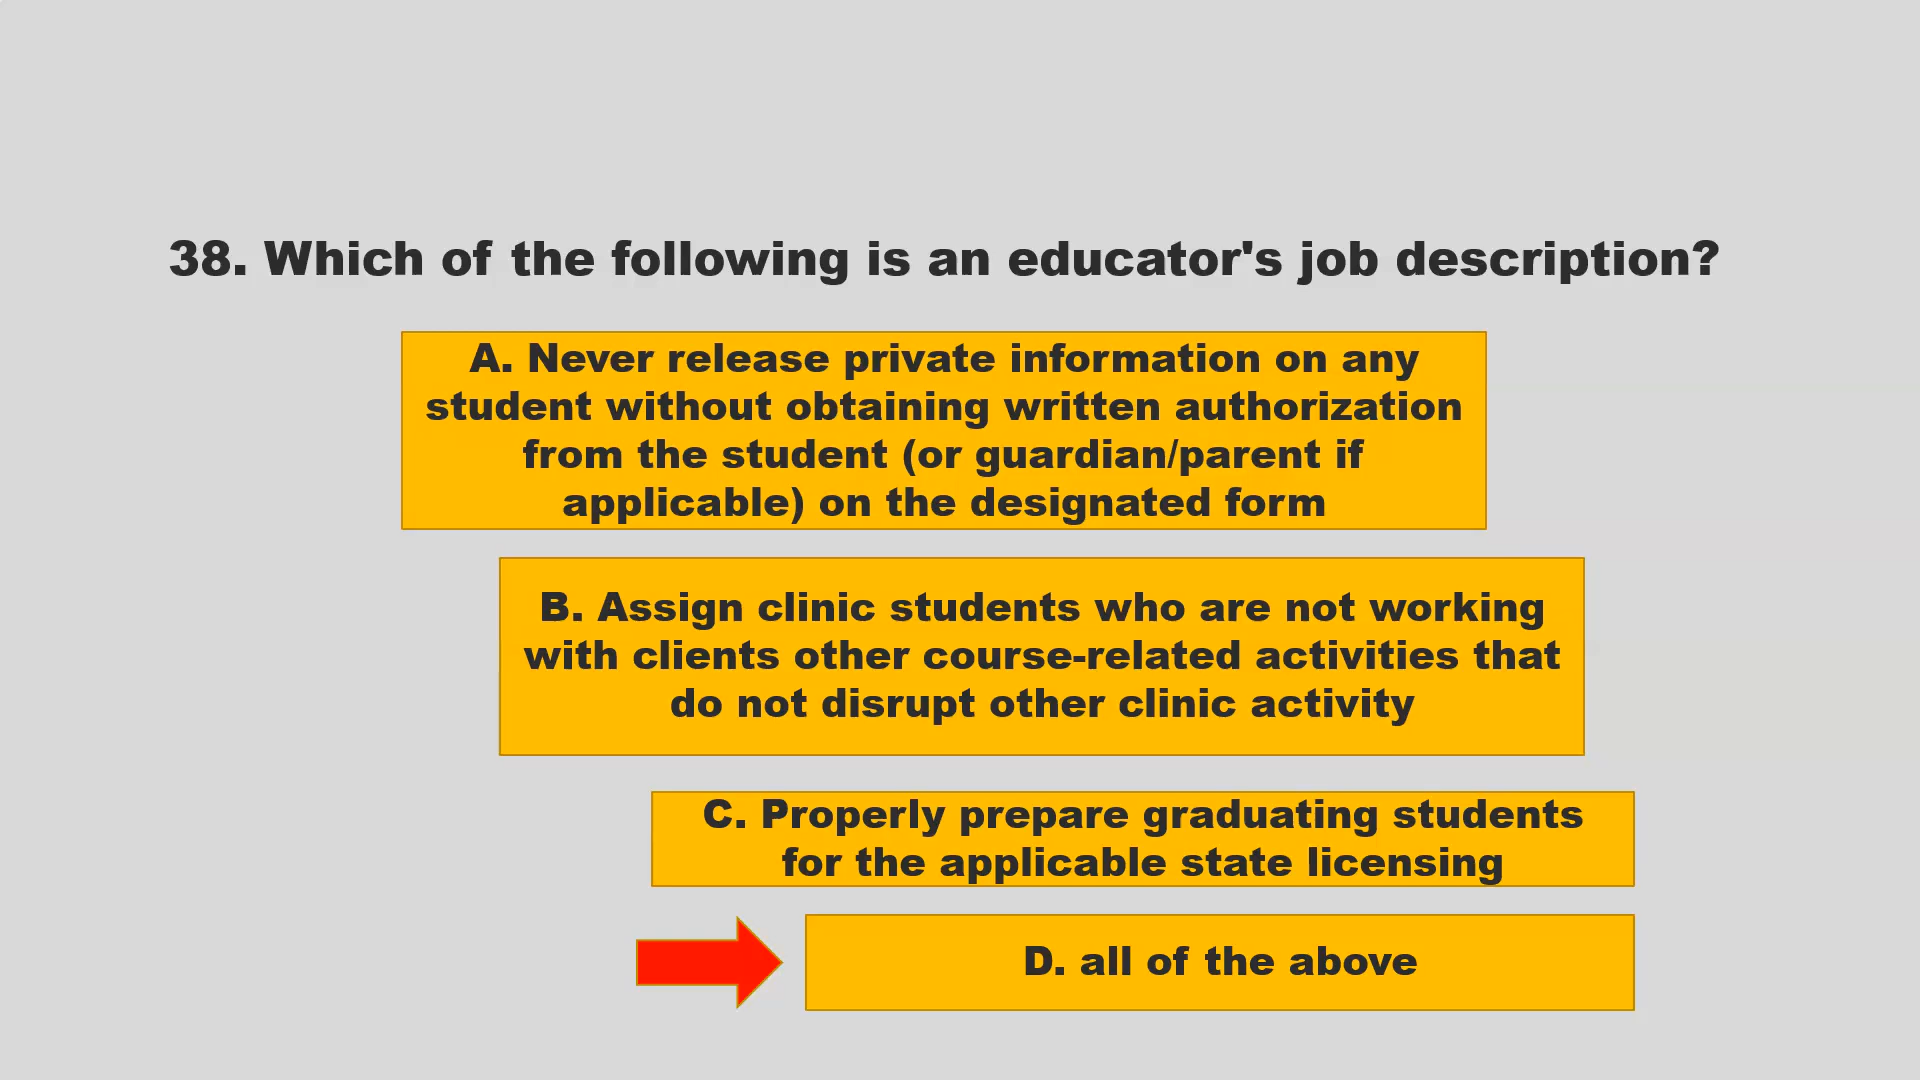 38. Which of the following is an educator's job description?
A. Never release private information on any
student without obtaining written authorization
from the student (or guardian/parent if
applicable) on the designated form
B. Assign clinic students who are not working
with clients other course-related activities that
do not disrupt other clinic activity
C. Properly prepare graduating students
for the applicable state licensing
D. all of the above